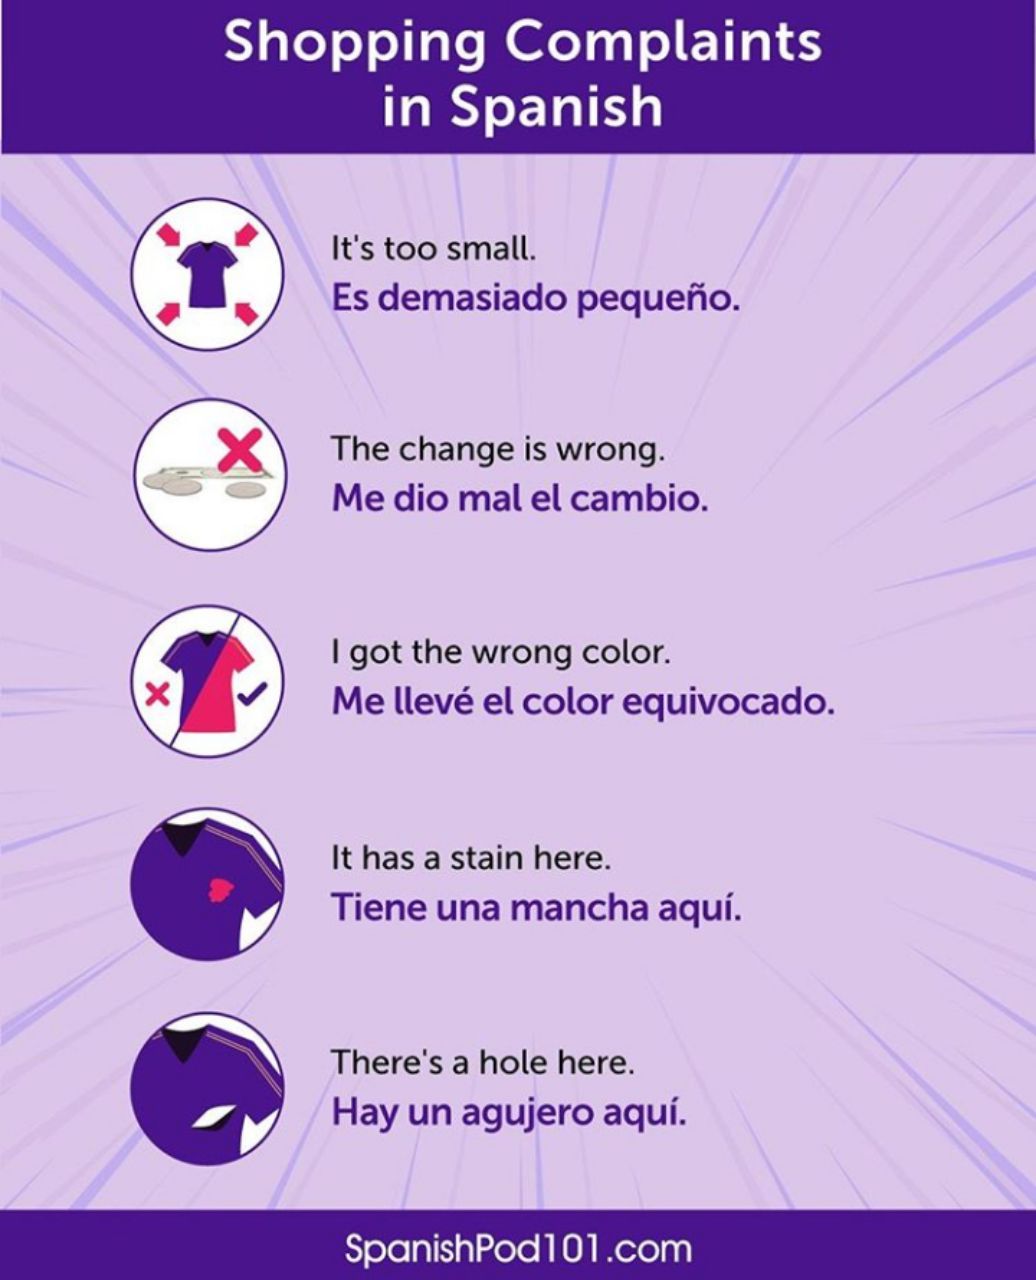 Shopping Complaints
in Spanish
It's too small.
Es demasiado pequeño.
The change is wrong.
Me dio mal el cambio.
I got the wrong color.
Me llevé el color equivocado.
It has a stain here.
Tiene una mancha aquí.
There's a hole here.
Hay un agujero aquí.
SpanishPod101.com